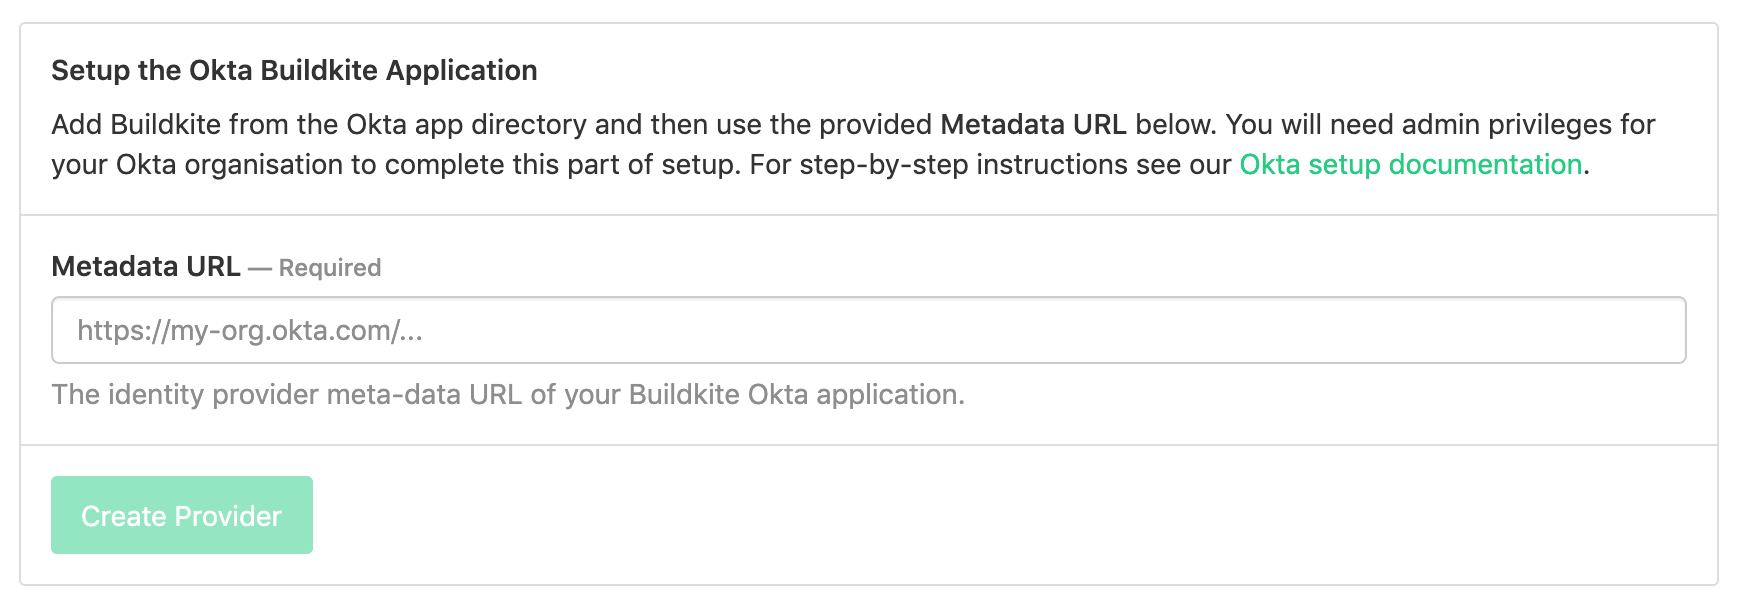 Setup the Okta Buildkite Application
Add Buildkite from the Okta app directory and then use the provided Metadata URL below. You will need admin privileges for
your Okta organisation to complete this part of setup. For step-by-step instructions see our Okta setup documentation.
Metadata URL — Required
https://my-org.okta.com/...
The identity provider meta-data URL of your Buildkite Okta application.
Create Provider